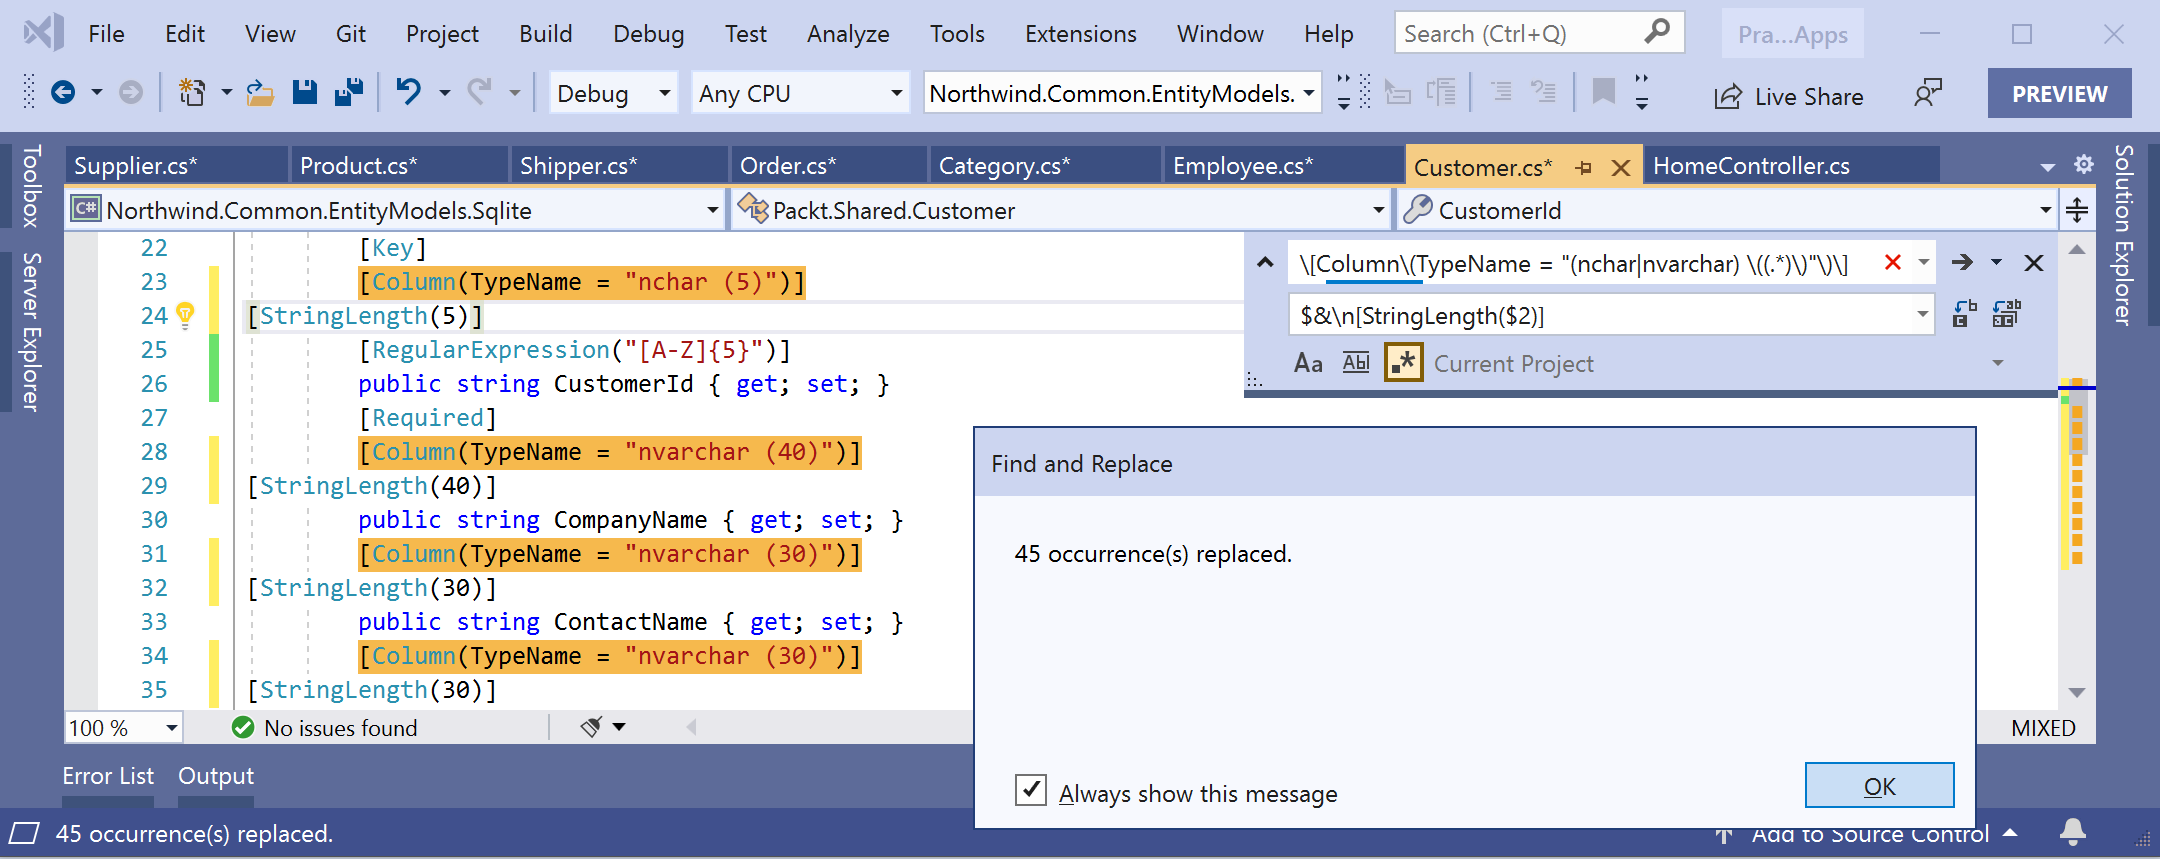 File Edit View Git Project Build Debug Test Analyze Tools Extensions Window Help Search (Ctrl+Q) Pra...Apps
Debug Any CPU Northwind.Common.EntityModels. Live Share PREVIEW
Toolbox
Server Explorer
Supplier.cs* Product.cs* Shipper.cs* Order.cs* Category.cs* Employee.cs* Customer.cs* HomeController.cs
Solution Explorer
C# Northwind.Common.EntityModels.Sqlite Packt.Shared.Customer CustomerId
22 [Key]
23 [Column(TypeName = "nchar (5)")]
24 [StringLength(5)]
25 [RegularExpression("[A-Z]{5}")]
26 public string CustomerId { get; set; }
27 [Required]
28 [Column(TypeName = "nvarchar (40)")]
29 [StringLength(40)]
30 public string CompanyName { get; set; }
31 [Column(TypeName = "nvarchar (30)")]
32 [StringLength(30)]
33 public string ContactName { get; set; }
34 [Column(TypeName = "nvarchar (30)")]
35 [StringLength(30)]
\[Column\(TypeName = "(nchar|nvarchar) \((.*)\)"\)\]
$&\n[StringLength($2)]
Aa Abl .* Current Project
Find and Replace
45 occurrence(s) replaced.
Always show this message
OK
100 % No issues found MIXED
Error List Output
45 occurrence(s) replaced. Add to Source Control